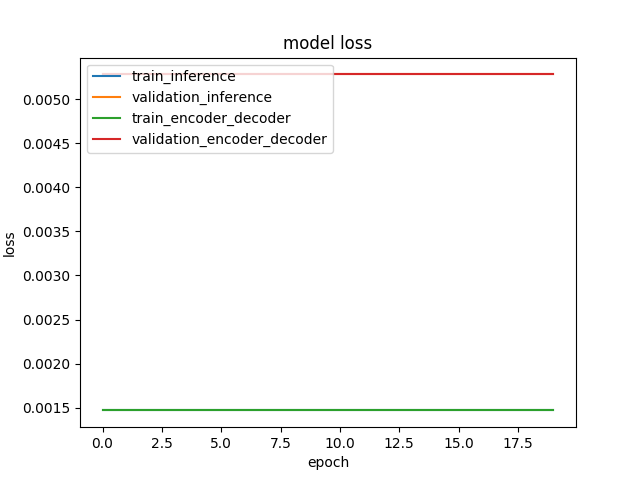 model loss
train_inference
validation_inference
train_encoder_decoder
validation_encoder_decoder
0.0050
0.0045
0.0040
0.0035
0.0030
0.0025
0.0020
0.0015
loss
0.0 2.5 5.0 7.5 10.0 12.5 15.0 17.5
epoch